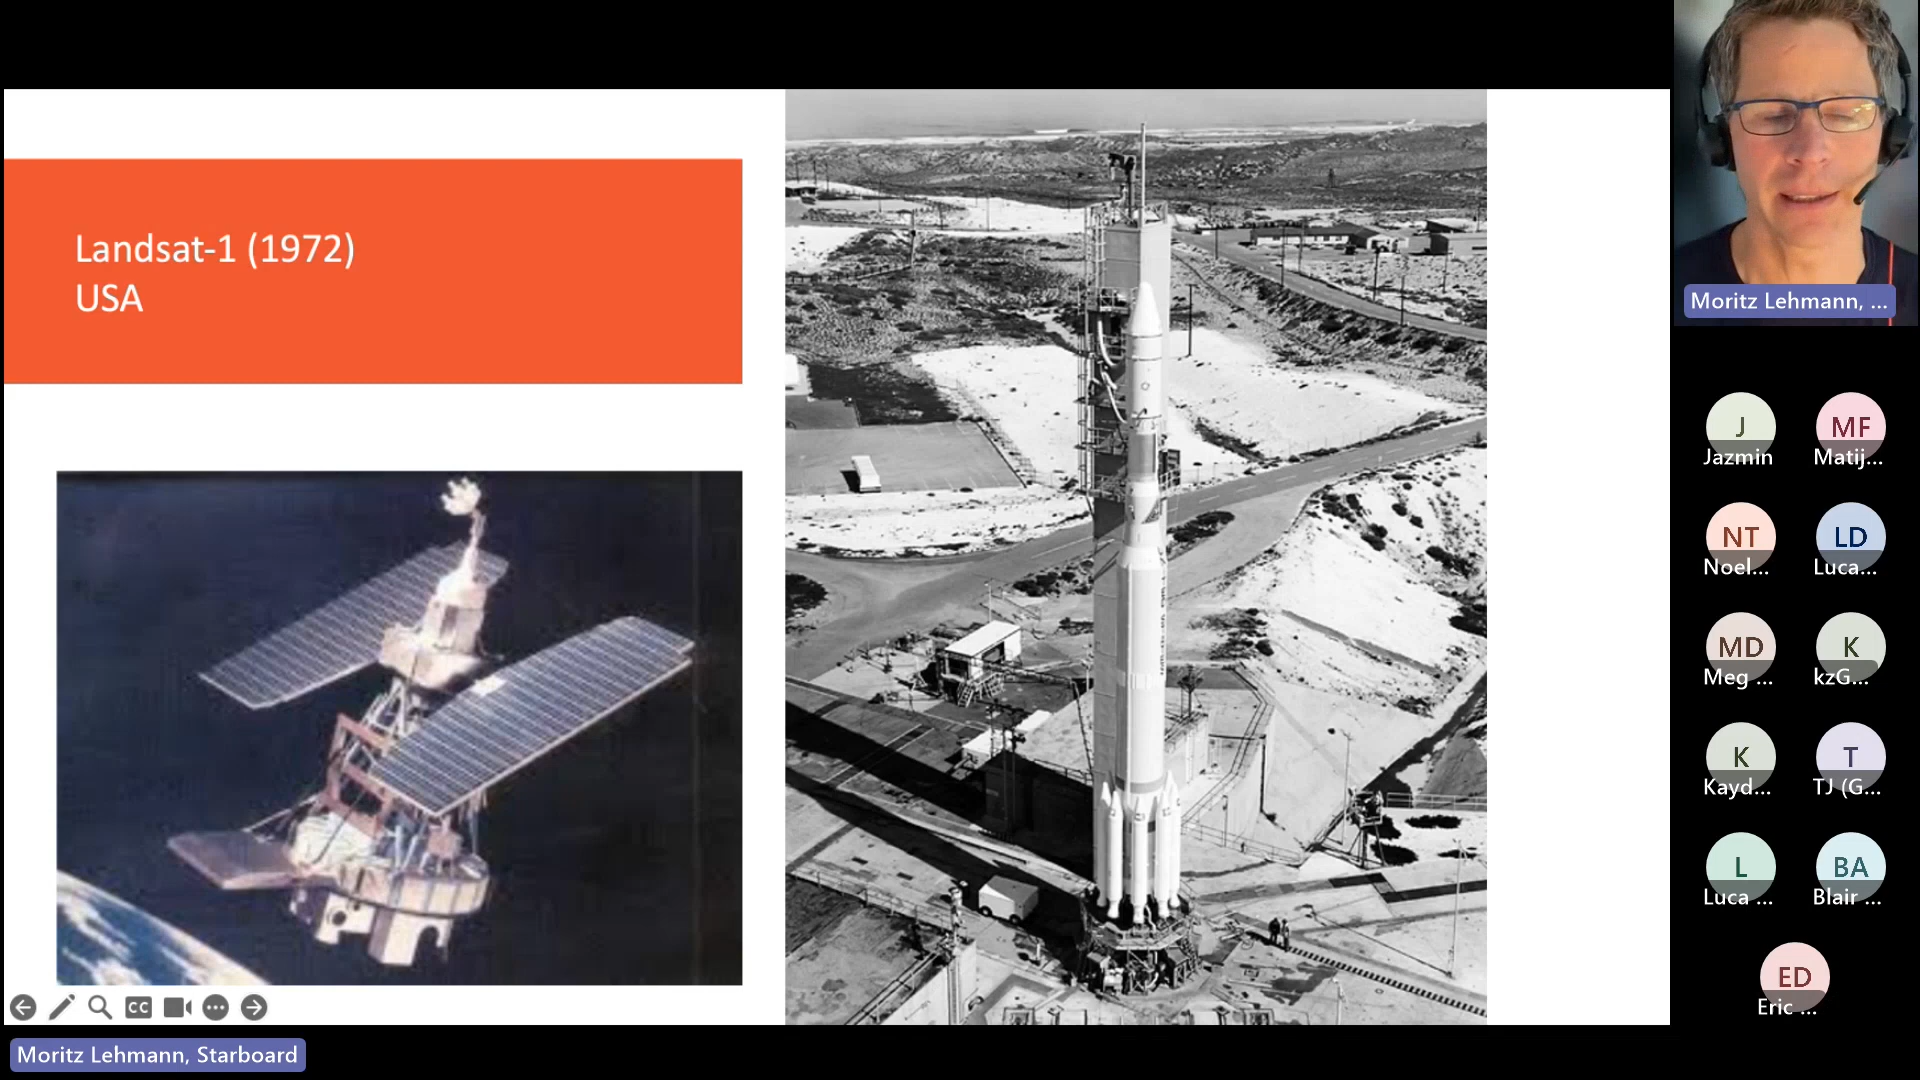 Landsat-1 (1972)
USA
Moritz Lehmann, ...
J
Jazmin
MF
Matij...
NT
Noel...
LD
Luca...
MD
Meg ...
K
kzG...
K
Kayd...
T
TJ (G...
L
Luca ...
BA
Blair ...
ED
Eric ...
CC
Moritz Lehmann, Starboard